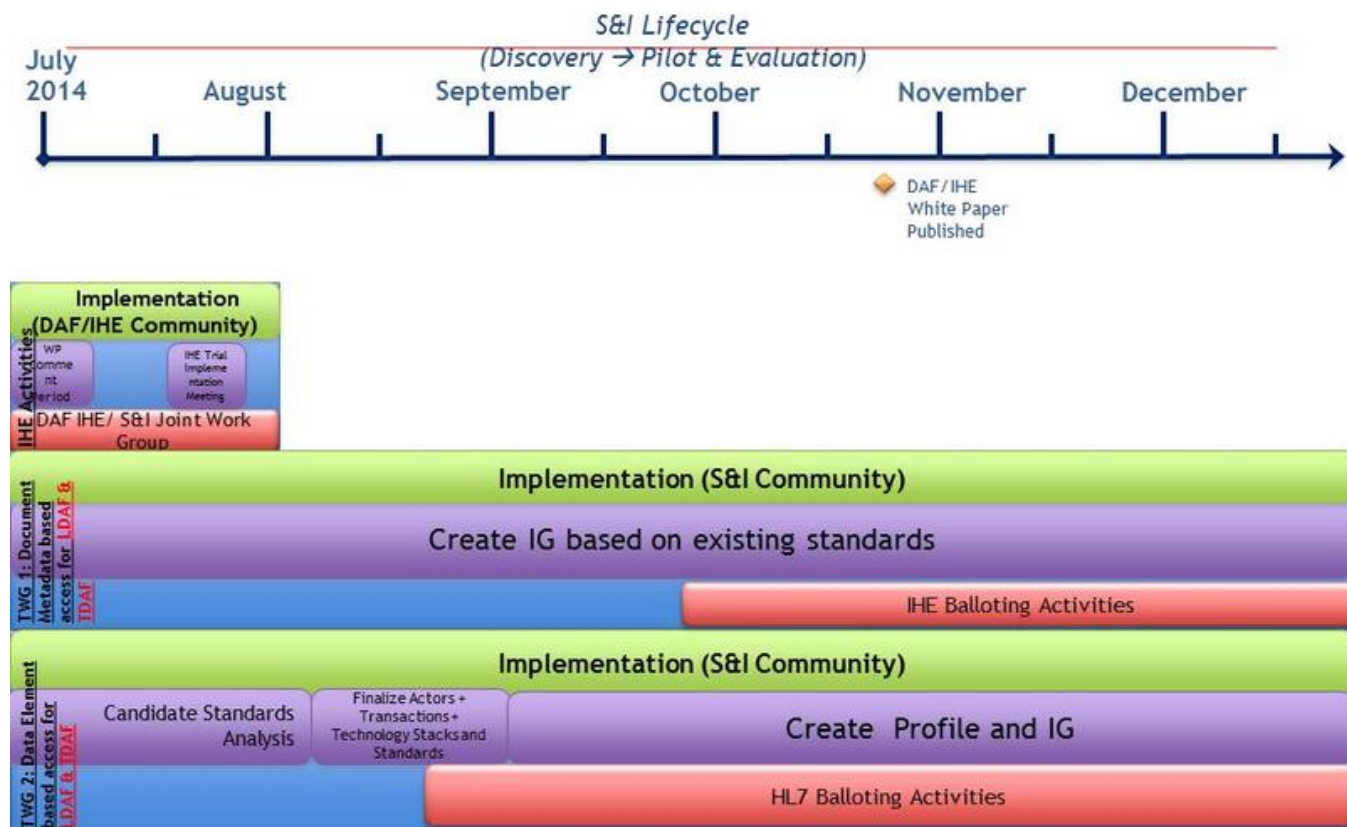 S&I Lifecycle
(Discovery → Pilot & Evaluation)
July
2014
August
September
October
November
December
DAF/IHE
White Paper
Published
IHE Activities
Implementation
(DAF/IHE Community)
WP
omme
nt
eriod
IHE Trial
Impleme
ntation
Meeting
DAF IHE/ S&I Joint Work
Group
TWG 1: Document
Metadata based
access for LDAF &
TDAF
Implementation (S&I Community)
Create IG based on existing standards
IHE Balloting Activities
TWG 2: Data Element
based access for
LDAF & TDAF
Implementation (S&I Community)
Candidate Standards
Analysis
Finalize Actors +
Transactions+
Technology Stacks and
Standards
Create Profile and IG
HL7 Balloting Activities